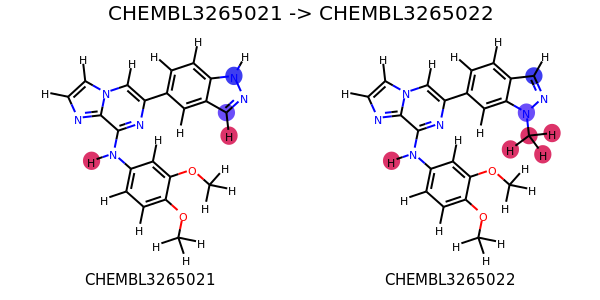 CHEMBL3265021 -> CHEMBL3265022
H H H H H H N N N N N N H H H N H H O H H H O H H H H H
H H H H H N N N N N N H H H H H N H H O H H H O H H H H H
CHEMBL3265021 CHEMBL3265022